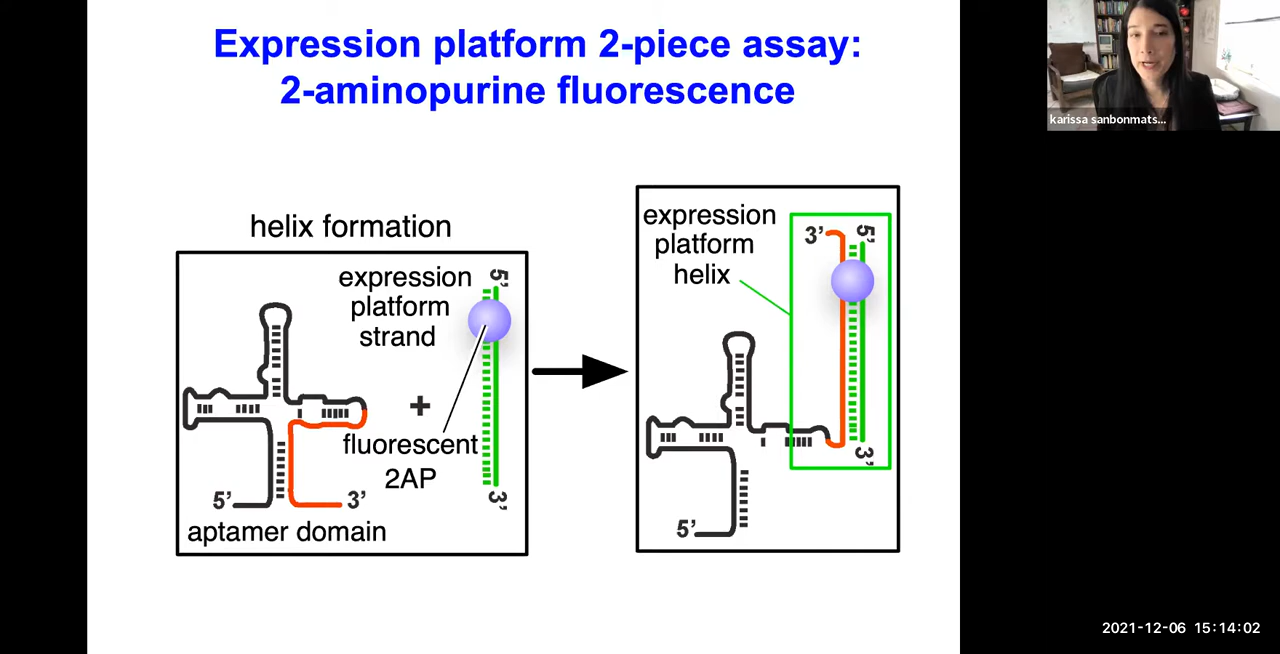 Expression platform 2-piece assay:
2-aminopurine fluorescence
karissa sanbonmats...
helix formation
expression
platform
strand
5'
+
fluorescent
2AP
3'
5'
3'
aptamer domain
expression
platform
helix
3'
5'
3'
5'
2021-12-06 15:14:02